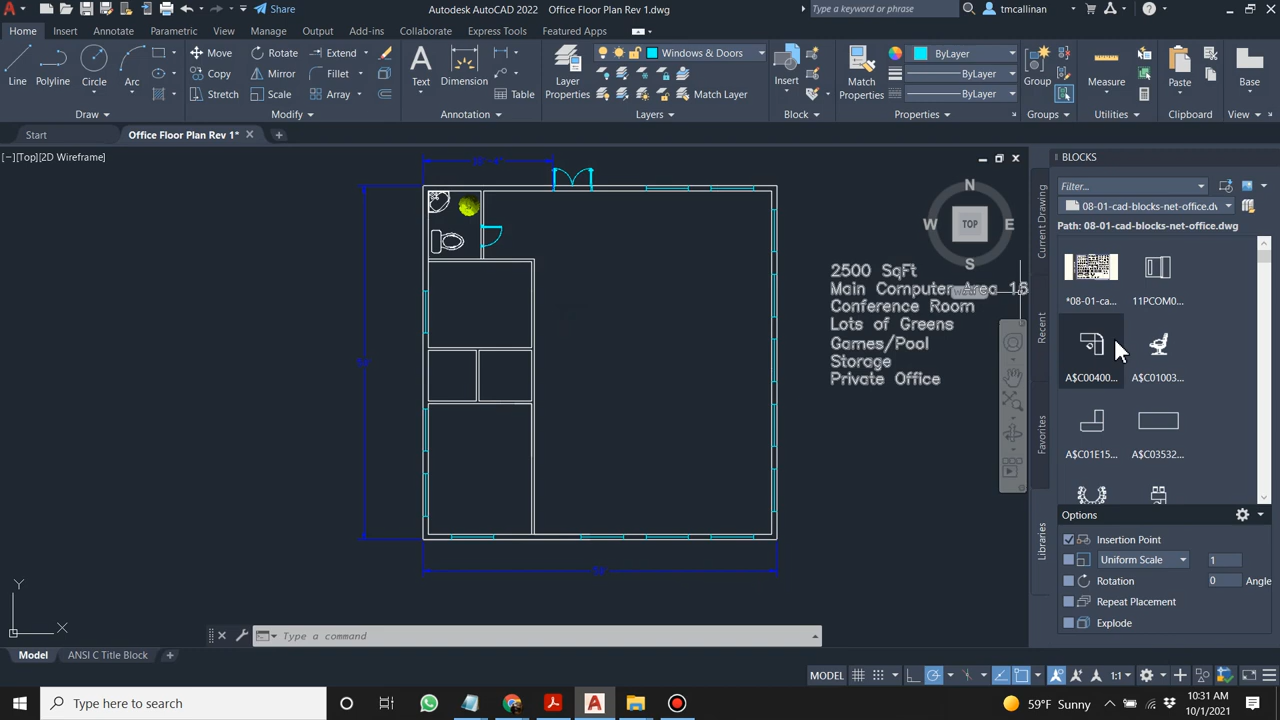 Share
Autodesk AutoCAD 2022 Office Floor Plan Rev 1.dwg
Type a keyword or phrase
tmcallinan
Home Insert Annotate Parametric View Manage Output Add-ins Collaborate Express Tools Featured Apps
Line Polyline Circle Arc
Move Rotate Extend
Copy Mirror Fillet
Stretch Scale Array
Text Dimension
Table
Layer
Properties
Windows & Doors
Match Layer
Insert
Match
Properties
ByLayer
ByLayer
ByLayer
Group
Measure
Paste
Base
Draw Modify Annotation Layers Block Properties Groups Utilities Clipboard View
Start Office Floor Plan Rev 1*
[−][Top][2D Wireframe]
N
W TOP E
S
2500 SqFt
Main Computer Area 16
Conference Room
Lots of Greens
Games/Pool
Storage
Private Office
Y
X
BLOCKS
Filter...
08-01-cad-blocks-net-office.dw
Path: 08-01-cad-blocks-net-office.dwg
*08-01-ca... 11PCOM0...
A$C00400... A$C01003...
A$C01E15... A$C03532...
Current Drawing
Recent
Favorites
Libraries
Options
Insertion Point
Uniform Scale 1
Rotation 0 Angle
Repeat Placement
Explode
Type a command
Model ANSI C Title Block
MODEL 1:1
Type here to search
59°F Sunny
10:31 AM
10/1/2021